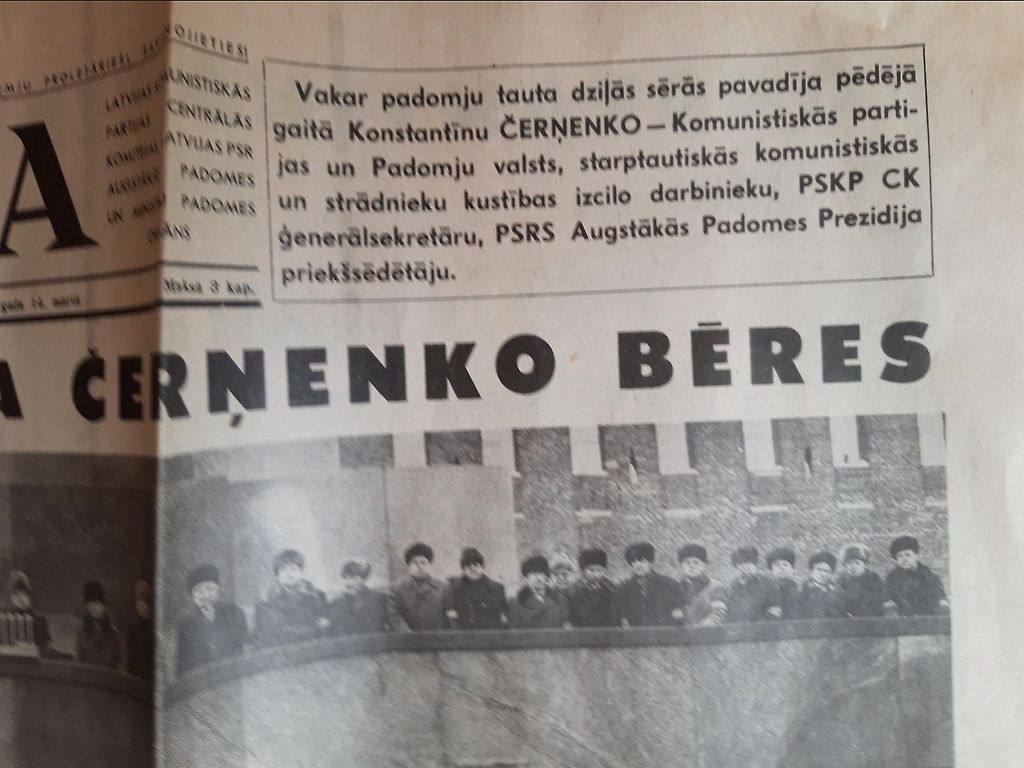 PROLETĀRIEŠI, SAVIENOJIETIES!
A
LATVIJAS KOMUNISTISKĀS
PARTIJAS CENTRĀLĀS
KOMITEJAS, LATVIJAS PSR
AUGSTĀKĀS PADOMES
UN MINISTRU PADOMES
ORGĀNS
14. martā
Maksa 3 kap.
Vakar padomju tauta dziļās sērās pavadīja pēdējā
gaitā Konstantīnu ČERŅENKO — Komunistiskās parti-
jas un Padomju valsts, starptautiskās komunistiskās
un strādnieku kustības izcilo darbinieku, PSKP CK
ģenerālsekretāru, PSRS Augstākās Padomes Prezidija
priekšsēdētāju.
A ČERŅENKO BĒRES